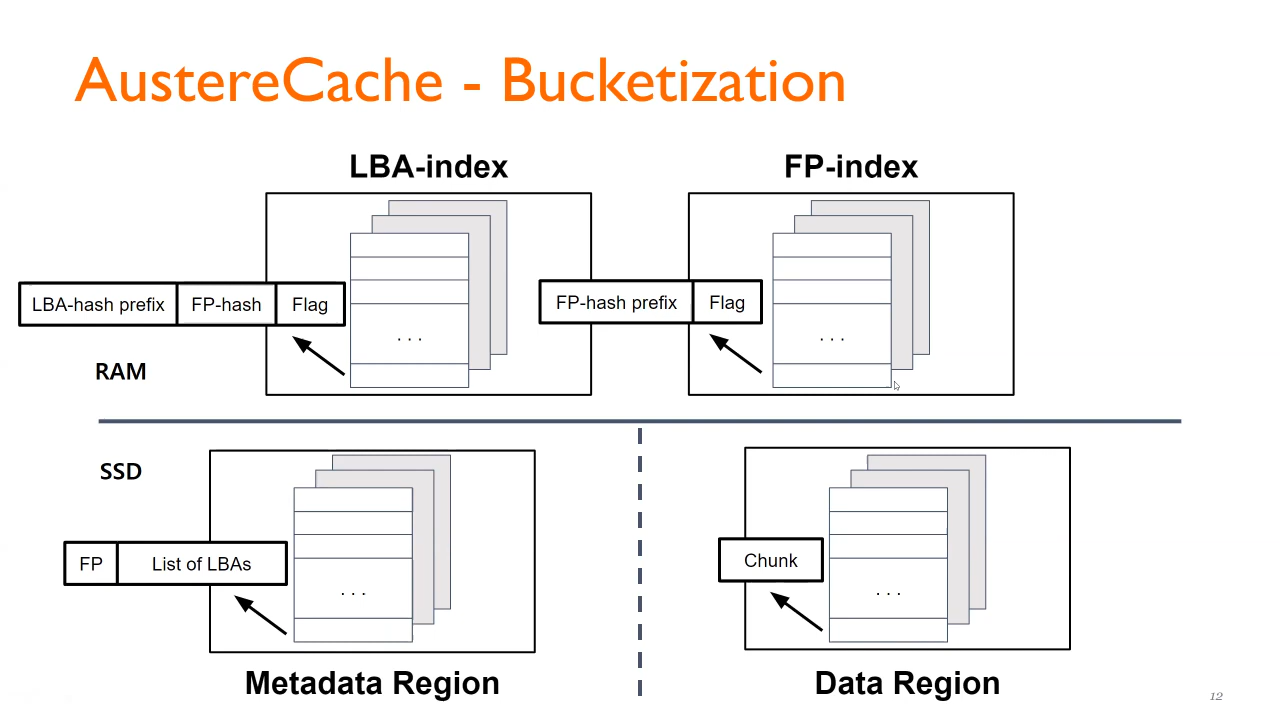 AustereCache - Bucketization
LBA-index
FP-index
LBA-hash prefix
FP-hash
Flag
FP-hash prefix
Flag
. . .
. . .
RAM
SSD
FP
List of LBAs
Chunk
. . .
. . .
Metadata Region
Data Region
12